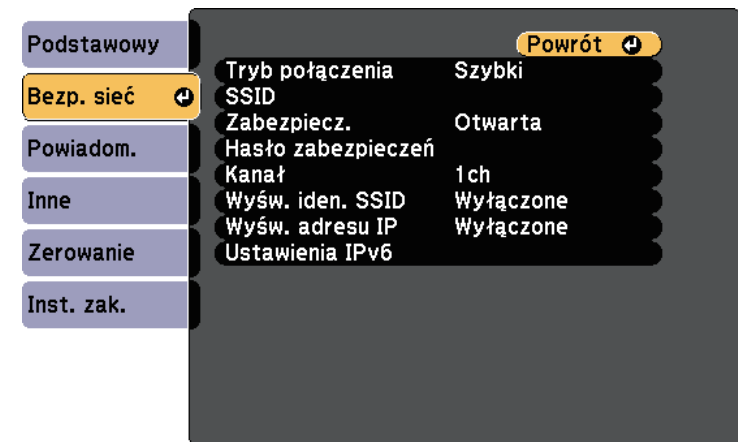 Podstawowy
Bezp. sieć
Powiadom.
Inne
Zerowanie
Inst. zak.
Powrót
Tryb połączenia Szybki
SSID
Zabezpiecz. Otwarta
Hasło zabezpieczeń
Kanał 1ch
Wyśw. iden. SSID Wyłączone
Wyśw. adresu IP Wyłączone
Ustawienia IPv6